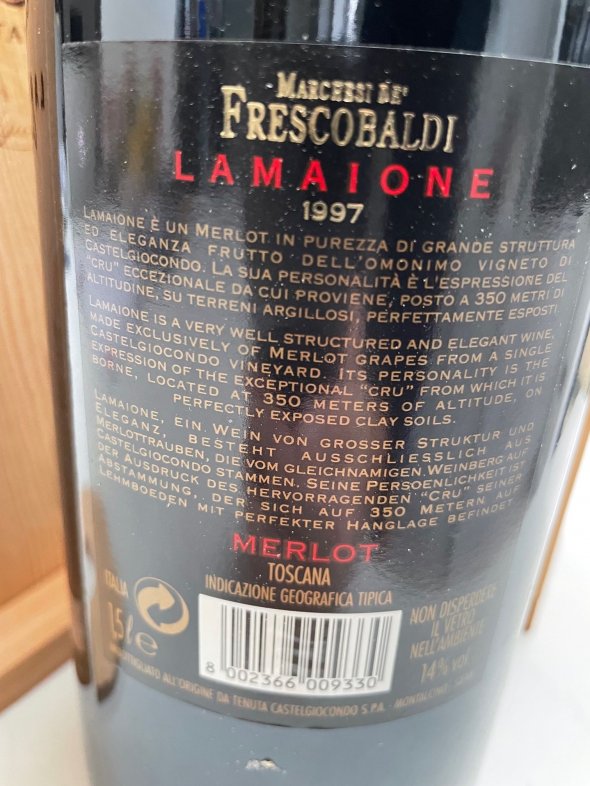 MARCHESI DE'
FRESCOBALDI
LAMAIONE
1997
LAMAIONE È UN MERLOT IN PUREZZA DI GRANDE STRUTTURA
ED ELEGANZA FRUTTO DELL'OMONIMO VIGNETO DI
CASTELGIOCONDO. LA SUA PERSONALITÀ È L'ESPRESSIONE DEL
"CRU" ECCEZIONALE DA CUI PROVIENE, POSTO A 350 METRI DI
ALTITUDINE, SU TERRENI ARGILLOSI, PERFETTAMENTE ESPOSTI.
LAMAIONE IS A VERY WELL STRUCTURED AND ELEGANT WINE,
MADE EXCLUSIVELY OF MERLOT GRAPES FROM A SINGLE
CASTELGIOCONDO VINEYARD. ITS PERSONALITY IS THE
EXPRESSION OF THE EXCEPTIONAL "CRU" FROM WHICH IT IS
BORNE, LOCATED AT 350 METERS OF ALTITUDE, ON
PERFECTLY EXPOSED CLAY SOILS.
LAMAIONE, EIN WEIN VON GROSSER STRUKTUR UND
ELEGANZ, BESTEHT AUSSCHLIESSLICH AUS
MERLOTTRAUBEN, DIE VOM GLEICHNAMIGEN WEINBERG AUF
CASTELGIOCONDO STAMMEN. SEINE PERSOENLICHKEIT IST
DER AUSDRUCK DES HERVORRAGENDEN "CRU" SEINER
ABSTAMMUNG, DER SICH AUF 350 METERN AUF
LEHMBOEDEN MIT PERFEKTER HANGLAGE BEFINDET.
MERLOT
TOSCANA
INDICAZIONE GEOGRAFICA TIPICA
ITALIA
1,5 l e
8 002366 009330
NON DISPERDERE
IL VETRO
NELL'AMBIENTE
14% VOL
IMBOTTIGLIATO ALL'ORIGINE DA TENUTA CASTELGIOCONDO S.P.A. - MONTALCINO